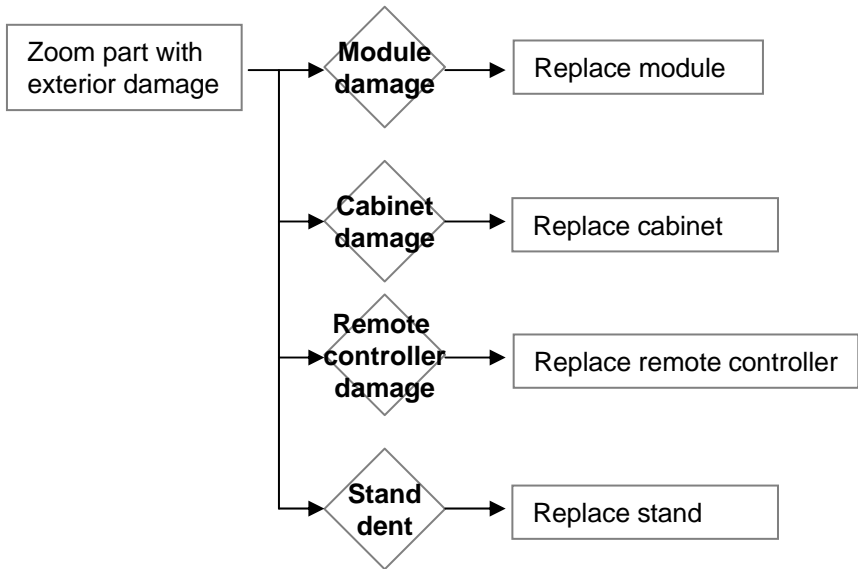 Zoom part with
exterior damage
Module
damage
Replace module
Cabinet
damage
Replace cabinet
Remote
controller
damage
Replace remote controller
Stand
dent
Replace stand